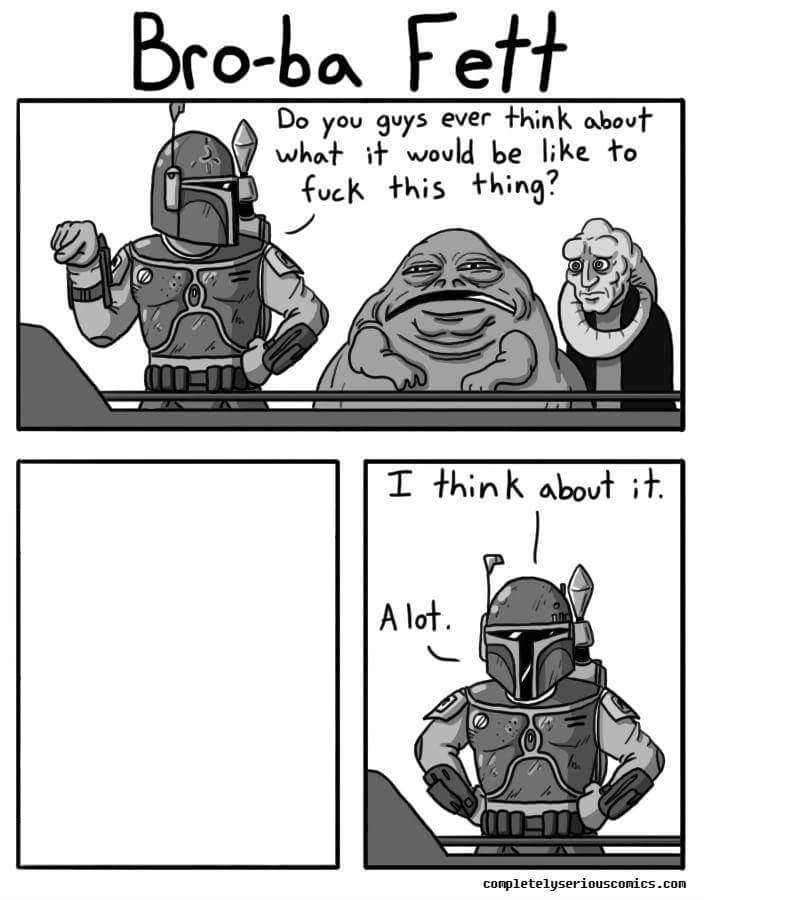 Bro-ba Fett
Do you guys ever think about
what it would be like to
fuck this thing?
I think about it.
A lot.
completelyseriouscomics.com